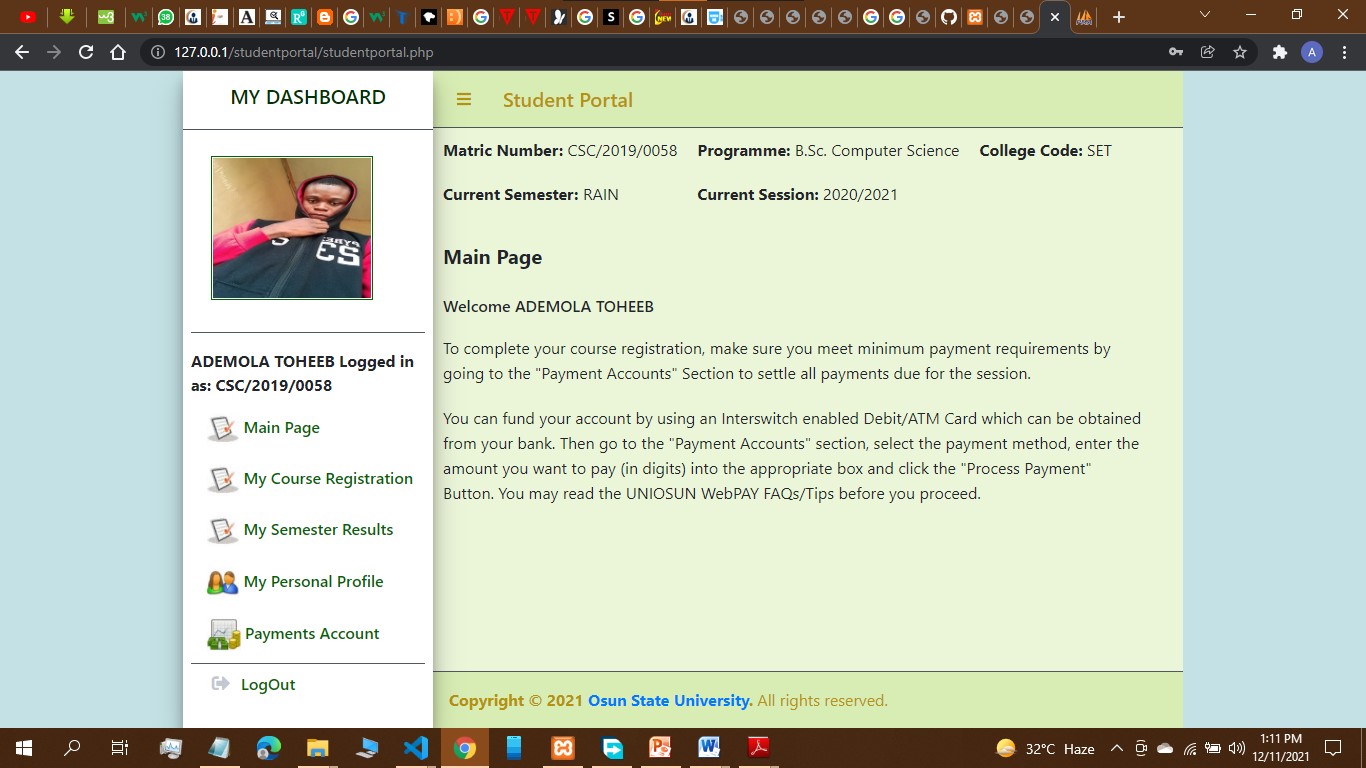 127.0.0.1/studentportal/studentportal.php
A
MY DASHBOARD
ADEMOLA TOHEEB Logged in
as: CSC/2019/0058
Main Page
My Course Registration
My Semester Results
My Personal Profile
Payments Account
LogOut
Student Portal
Matric Number: CSC/2019/0058 Programme: B.Sc. Computer Science College Code: SET
Current Semester: RAIN Current Session: 2020/2021
Main Page
Welcome ADEMOLA TOHEEB
To complete your course registration, make sure you meet minimum payment requirements by
going to the "Payment Accounts" Section to settle all payments due for the session.
You can fund your account by using an Interswitch enabled Debit/ATM Card which can be obtained
from your bank. Then go to the "Payment Accounts" section, select the payment method, enter the
amount you want to pay (in digits) into the appropriate box and click the "Process Payment"
Button. You may read the UNIOSUN WebPAY FAQs/Tips before you proceed.
Copyright © 2021 Osun State University. All rights reserved.
32°C Haze
1:11 PM
12/11/2021